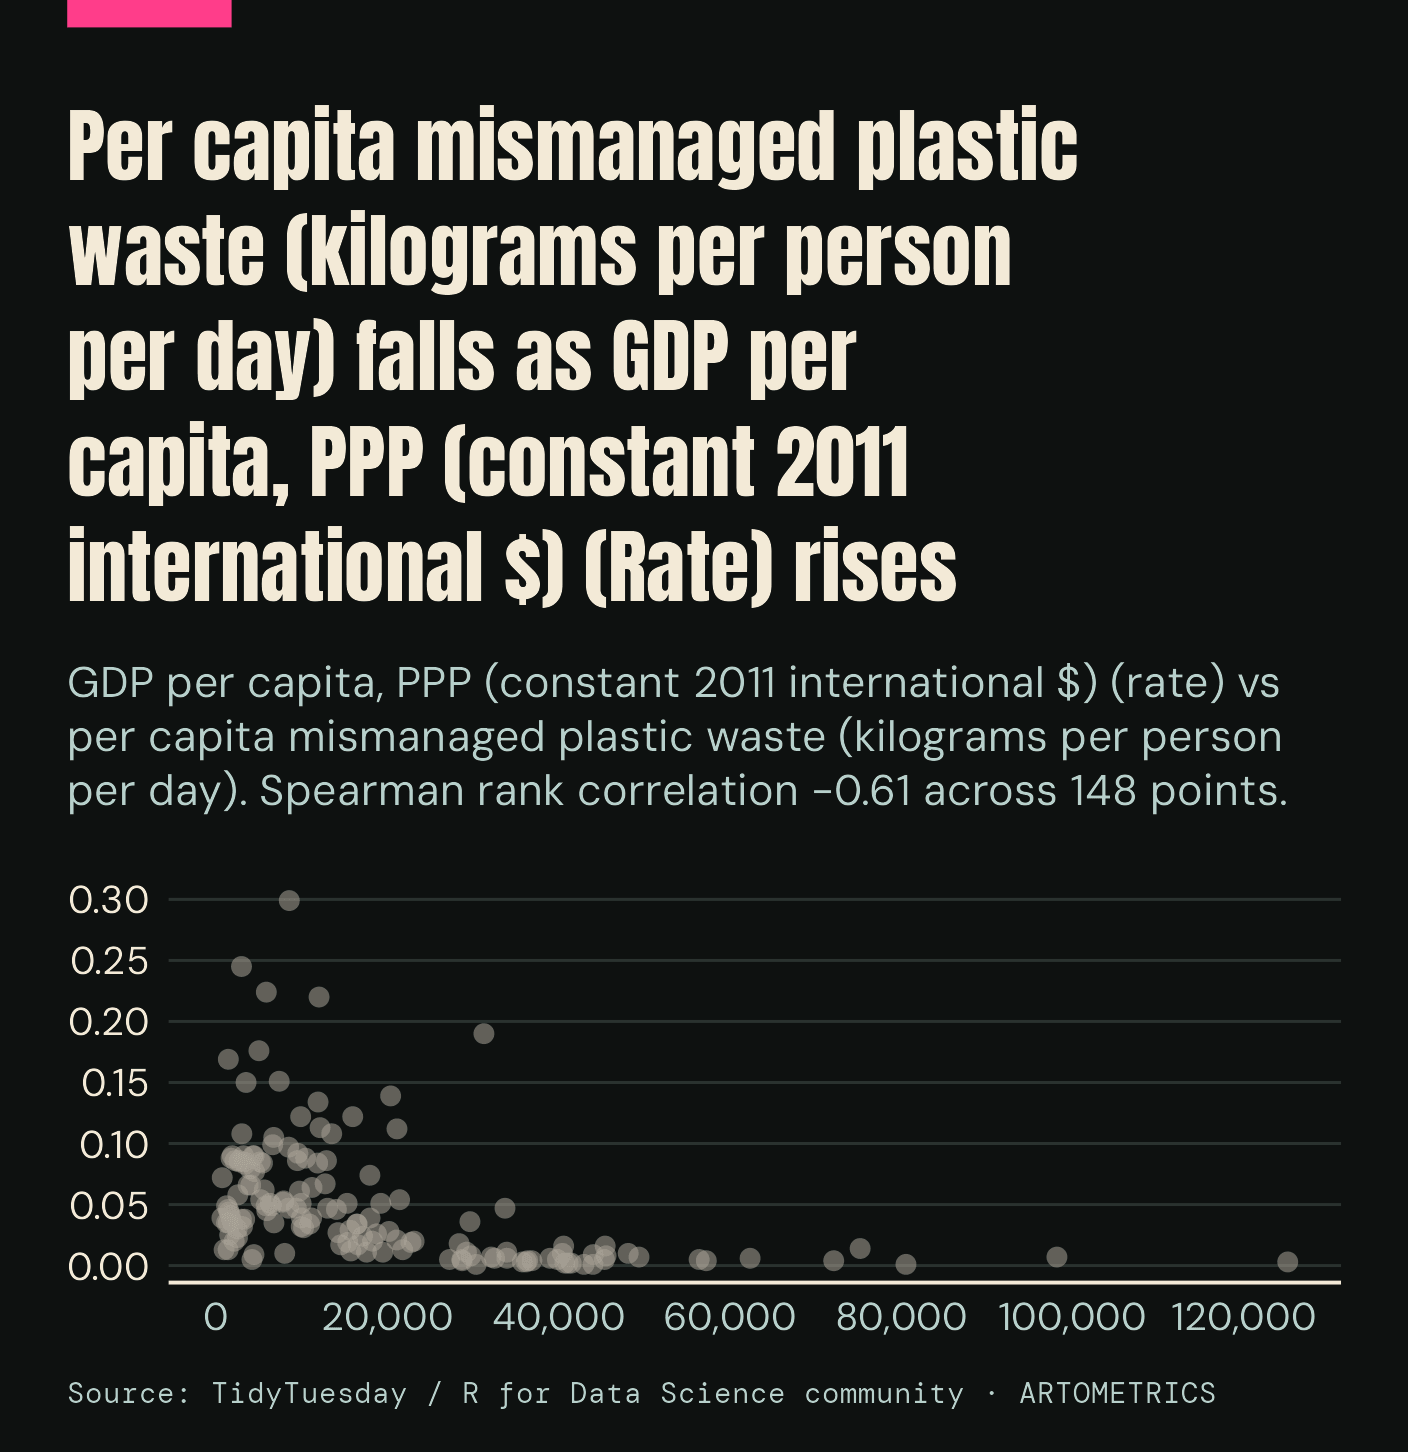 Per capita mismanaged plastic
waste (kilograms per person
per day) falls as GDP per
capita, PPP (constant 2011
international $) (Rate) rises
GDP per capita, PPP (constant 2011 international $) (rate) vs
per capita mismanaged plastic waste (kilograms per person
per day). Spearman rank correlation −0.61 across 148 points.
0.30
0.25
0.20
0.15
0.10
0.05
0.00
0 20,000 40,000 60,000 80,000 100,000 120,000
Source: TidyTuesday / R for Data Science community · ARTOMETRICS